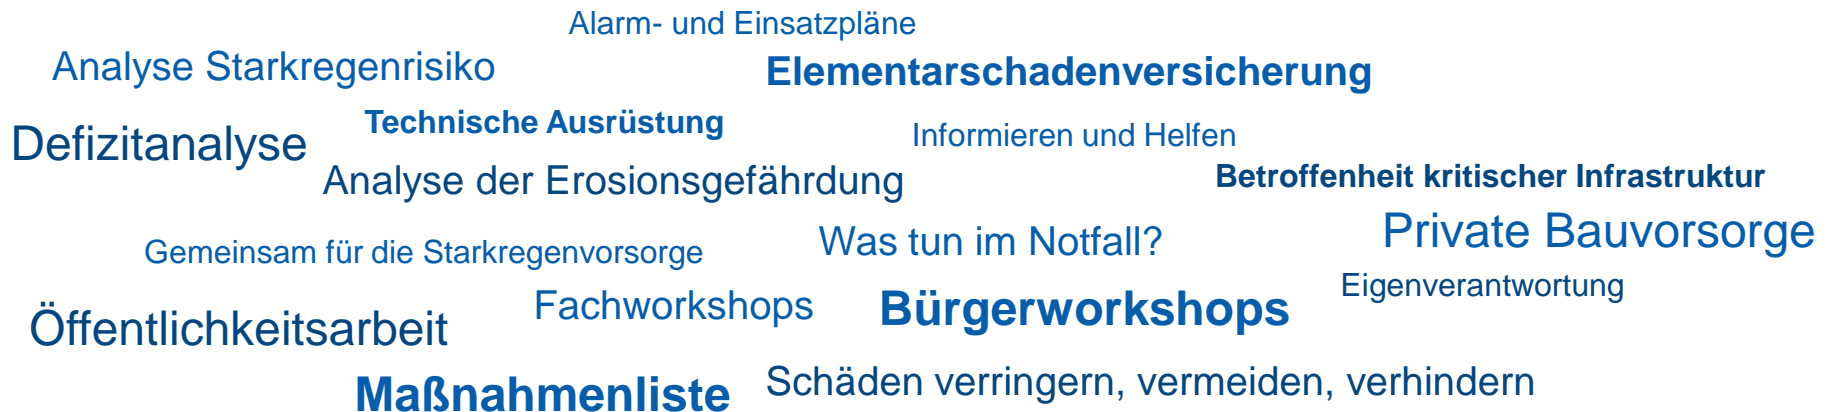 Alarm- und Einsatzpläne
Analyse Starkregenrisiko
Elementarschadenversicherung
Technische Ausrüstung
Defizitanalyse
Informieren und Helfen
Analyse der Erosionsgefährdung
Betroffenheit kritischer Infrastruktur
Private Bauvorsorge
Was tun im Notfall?
Gemeinsam für die Starkregenvorsorge
Eigenverantwortung
Fachworkshops
Bürgerworkshops
Öffentlichkeitsarbeit
Schäden verringern, vermeiden, verhindern
Maßnahmenliste